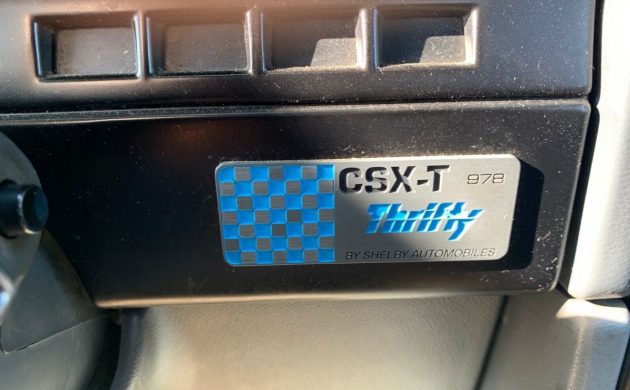 CSX-T 978
Thrifty
BY SHELBY AUTOMOBILES